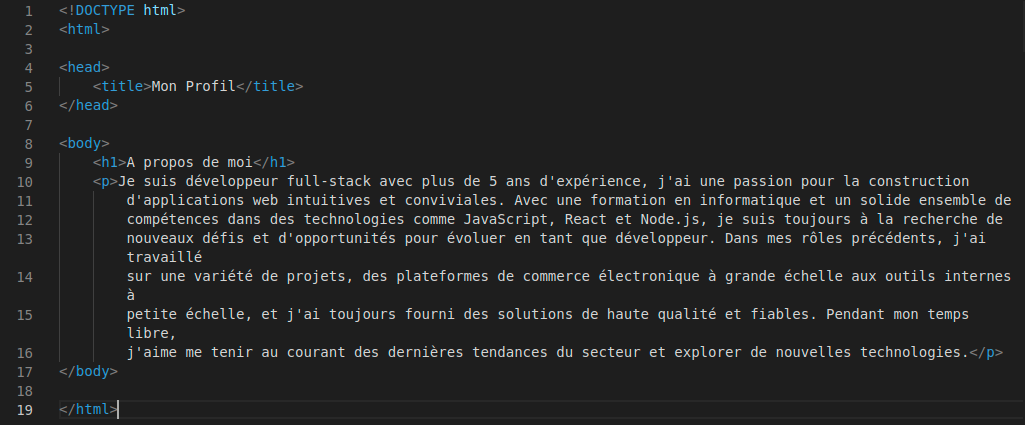 1 <!DOCTYPE html>
2 <html>
3
4 <head>
5 <title>Mon Profil</title>
6 </head>
7
8 <body>
9 <h1>A propos de moi</h1>
10 <p>Je suis développeur full-stack avec plus de 5 ans d'expérience, j'ai une passion pour la construction
11 d'applications web intuitives et conviviales. Avec une formation en informatique et un solide ensemble de
12 compétences dans des technologies comme JavaScript, React et Node.js, je suis toujours à la recherche de
13 nouveaux défis et d'opportunités pour évoluer en tant que développeur. Dans mes rôles précédents, j'ai
travaillé
14 sur une variété de projets, des plateformes de commerce électronique à grande échelle aux outils internes
à
15 petite échelle, et j'ai toujours fourni des solutions de haute qualité et fiables. Pendant mon temps
libre,
16 j'aime me tenir au courant des dernières tendances du secteur et explorer de nouvelles technologies.</p>
17 </body>
18
19 </html>